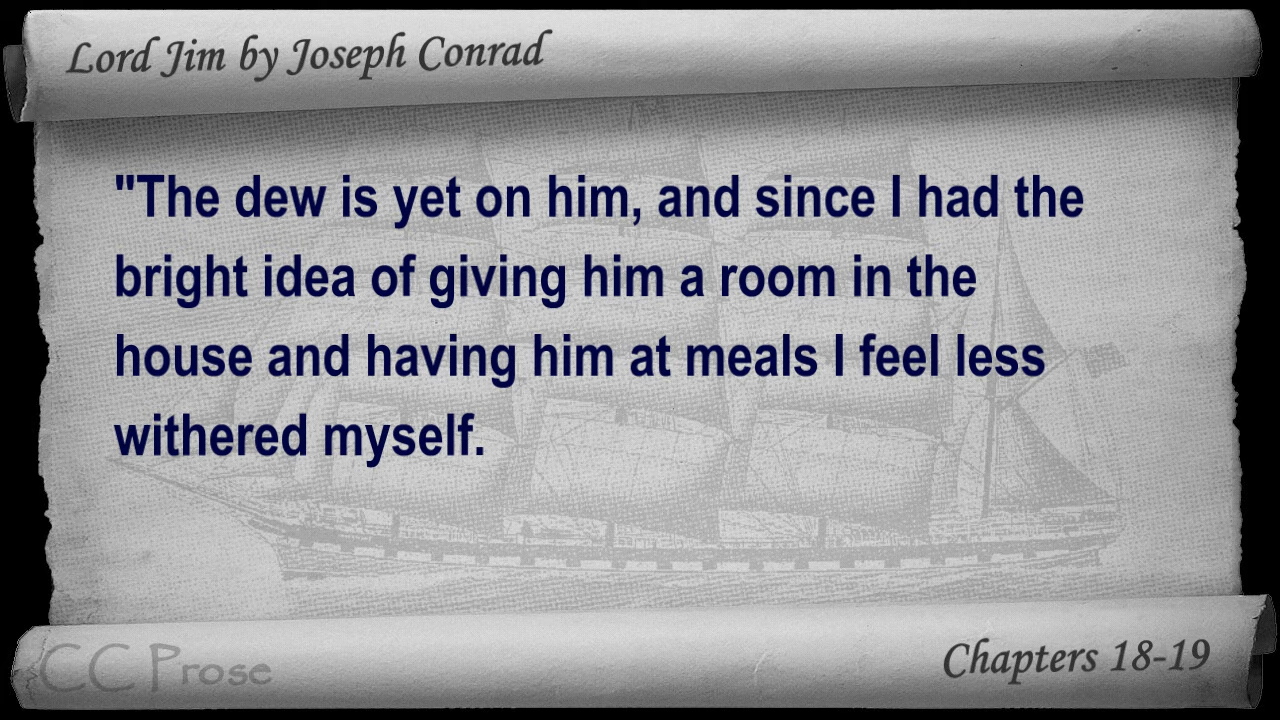 Lord Jim by Joseph Conrad
"The dew is yet on him, and since I had the
bright idea of giving him a room in the
house and having him at meals I feel less
withered myself.
CC Prose
Chapters 18-19